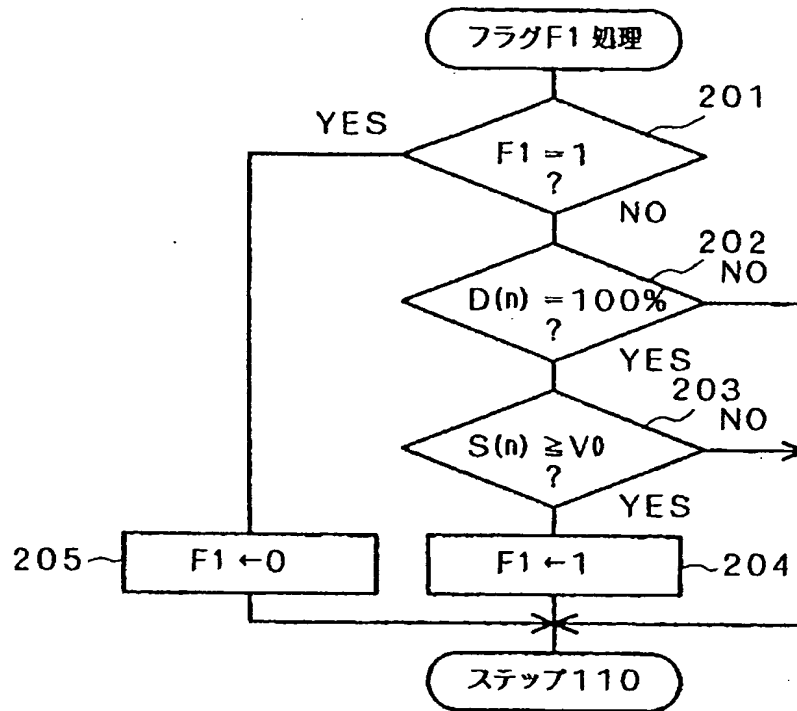 フラグF1 処理
201
YES
F1 = 1
?
NO
202
NO
D(n) = 100%
?
YES
203
NO
S(n) ≧ V0
?
YES
205
F1 ←0
F1 ←1
204
ステップ110